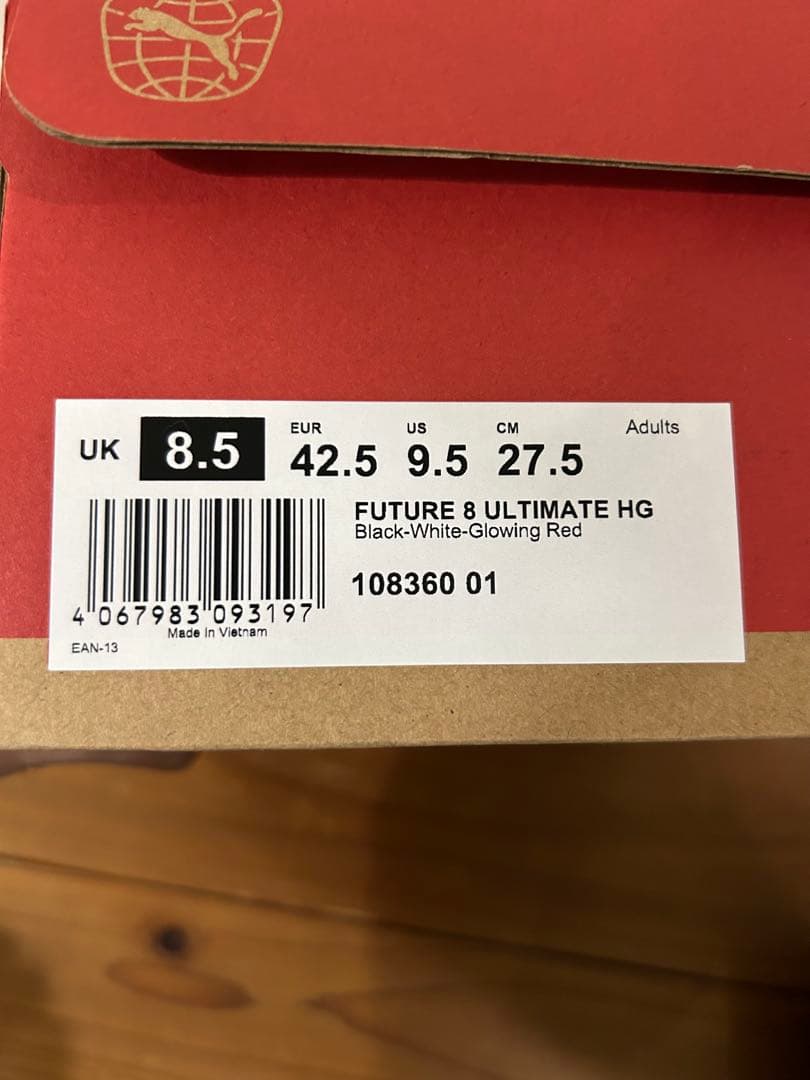 UK 8.5 EUR 42.5 US 9.5 CM 27.5 Adults
FUTURE 8 ULTIMATE HG
Black-White-Glowing Red
108360 01
4 067983 093197
Made In Vietnam
EAN-13